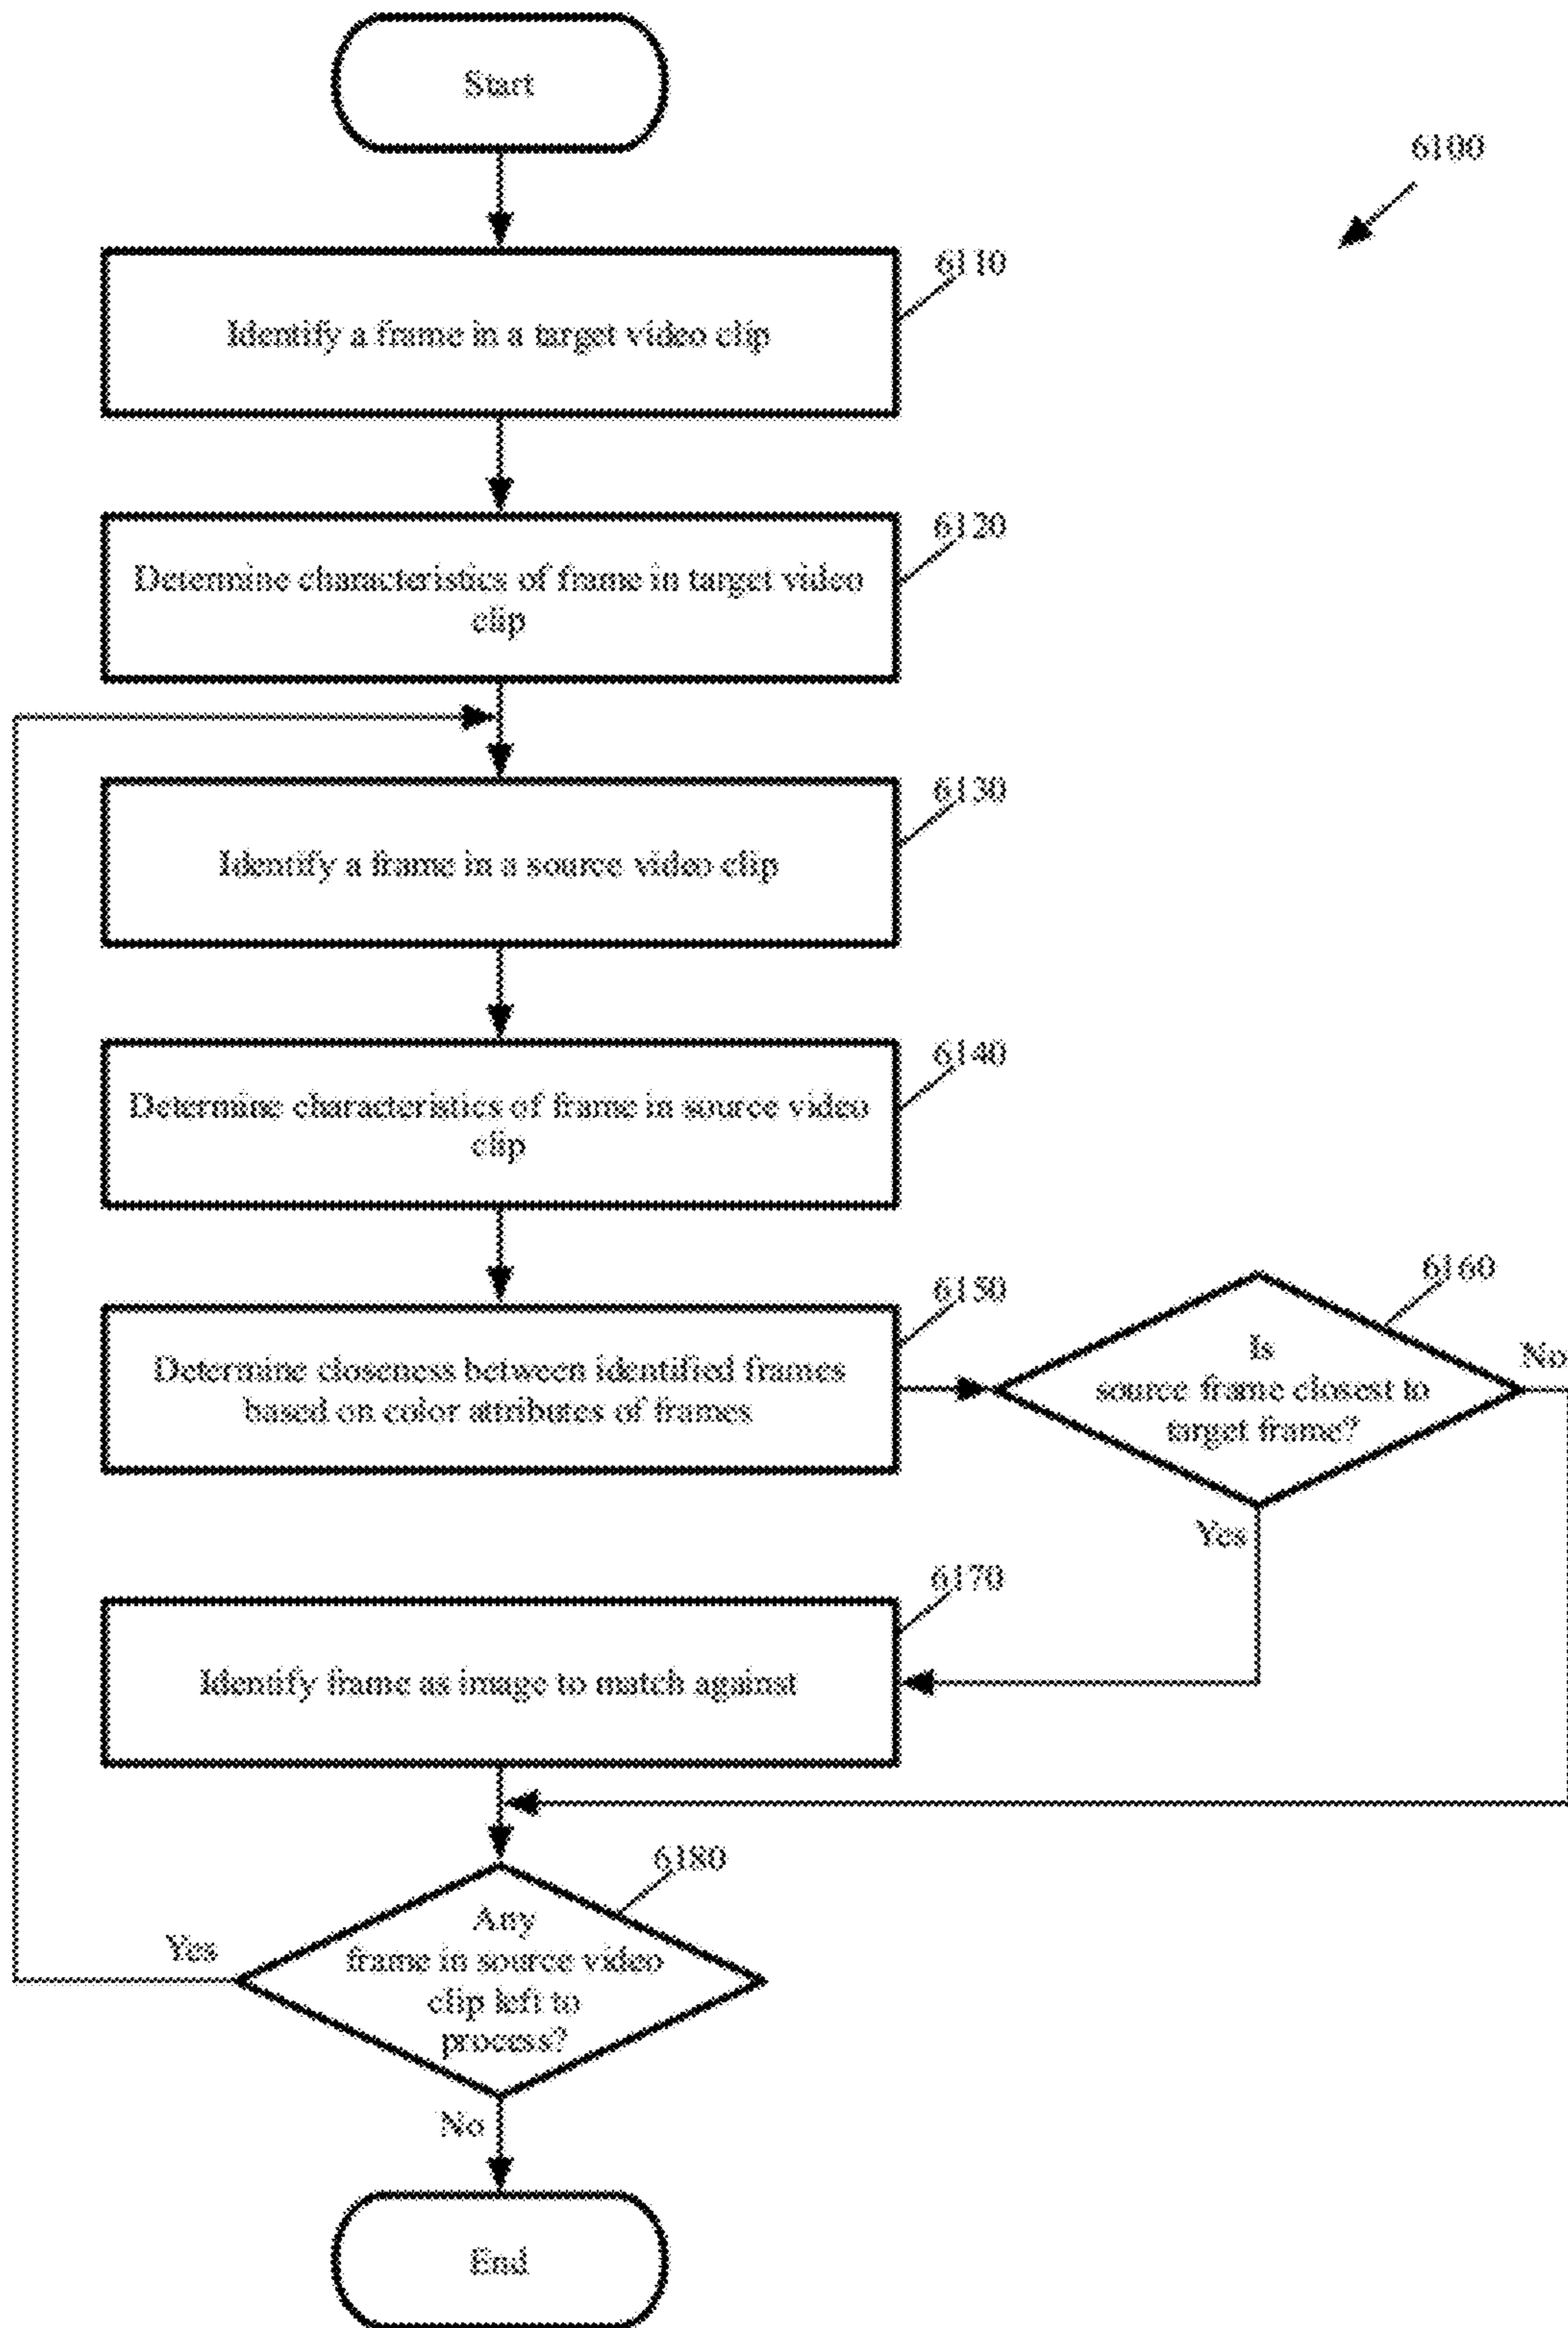 Start
6100
6110
Identify a frame in a target video clip
6120
Determine characteristics of frame in target video
clip
6130
Identify a frame in a source video clip
6140
Determine characteristics of frame in source video
clip
6150
Determine closeness between identified frames
based on color attributes of frames
6160
Is
source frame closest to
target frame?
No
Yes
6170
Identify frame as image to match against
6180
Any
frame in source video
clip left to
process?
Yes
No
End